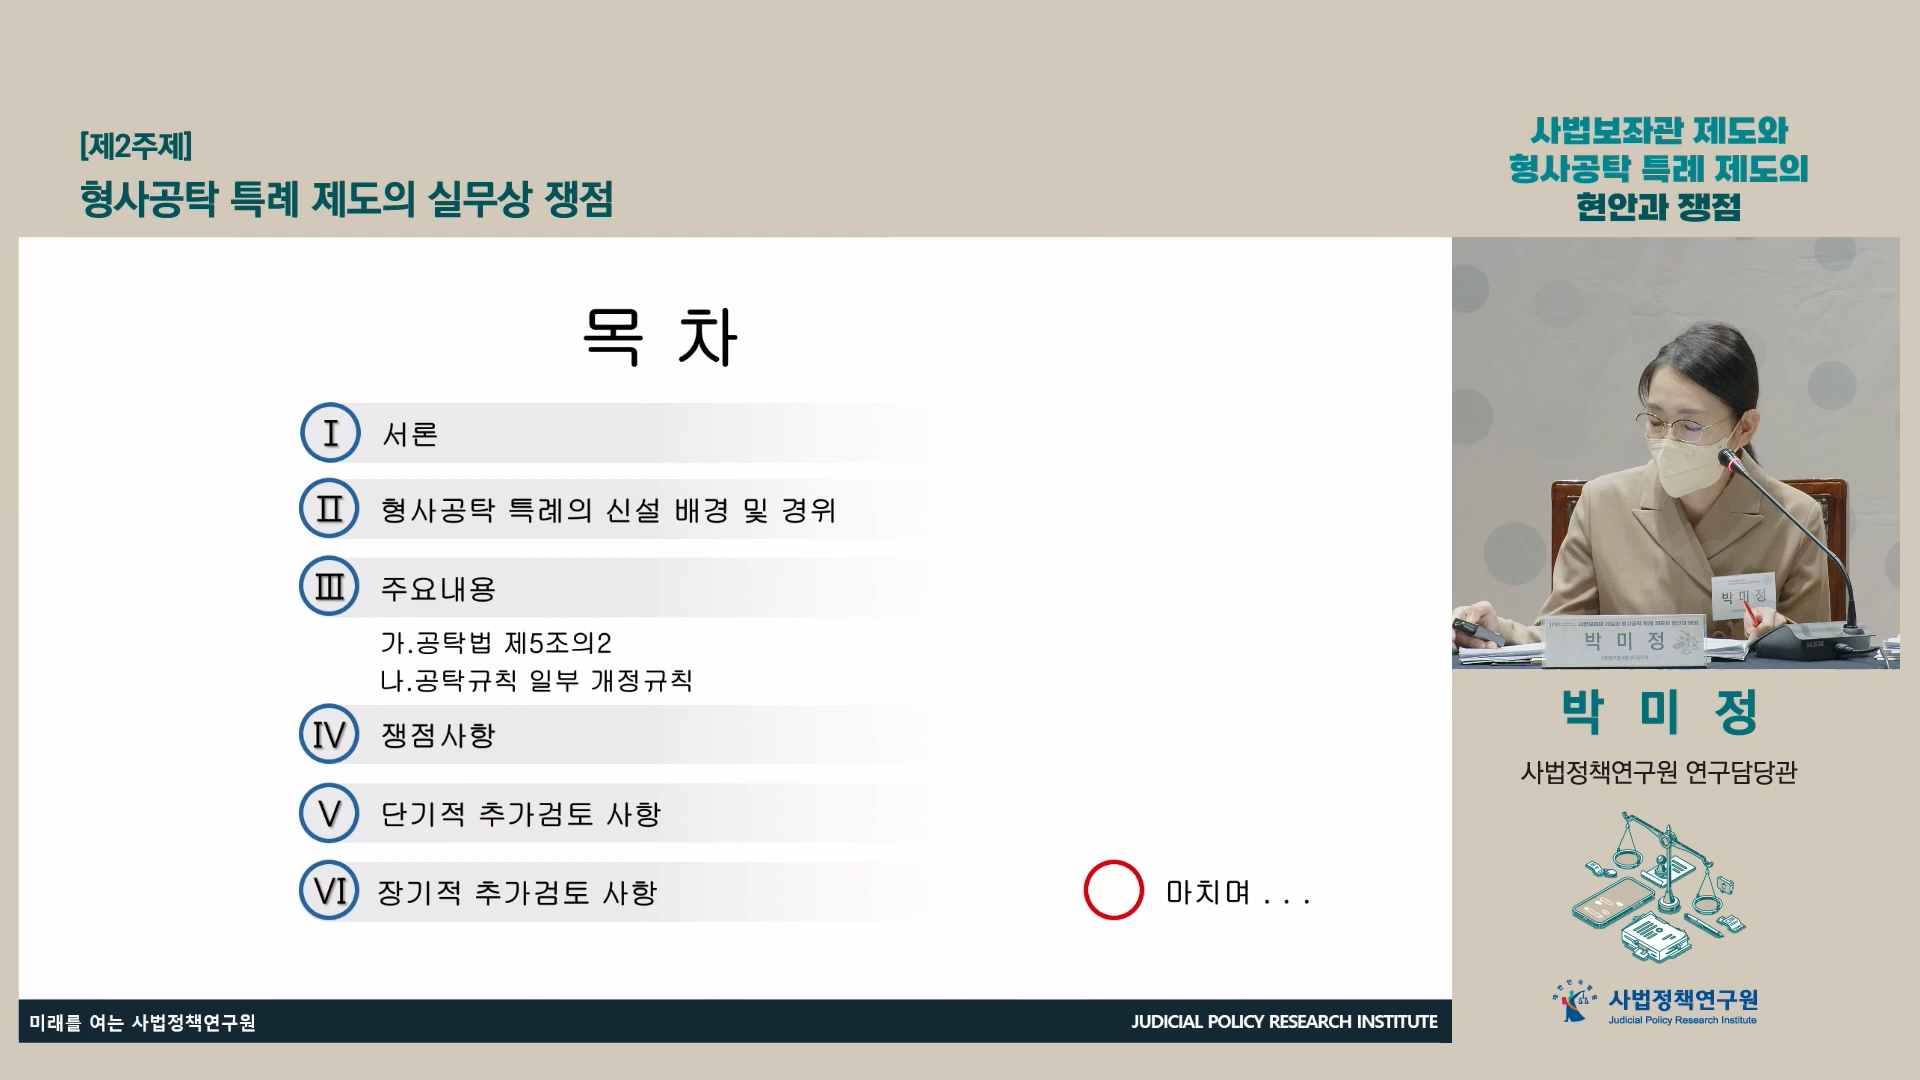 [제2주제]
형사공탁 특례 제도의 실무상 쟁점
사법보좌관 제도와
형사공탁 특례 제도의
현안과 쟁점
목 차
Ⅰ 서론
Ⅱ 형사공탁 특례의 신설 배경 및 경위
Ⅲ 주요내용
가.공탁법 제5조의2
나.공탁규칙 일부 개정규칙
Ⅳ 쟁점사항
Ⅴ 단기적 추가검토 사항
Ⅵ 장기적 추가검토 사항
마치며 . . .
박 미 정
박 미 정
박 미 정
사법정책연구원 연구담당관
사법정책연구원
Judicial Policy Research Institute
미래를 여는 사법정책연구원
JUDICIAL POLICY RESEARCH INSTITUTE